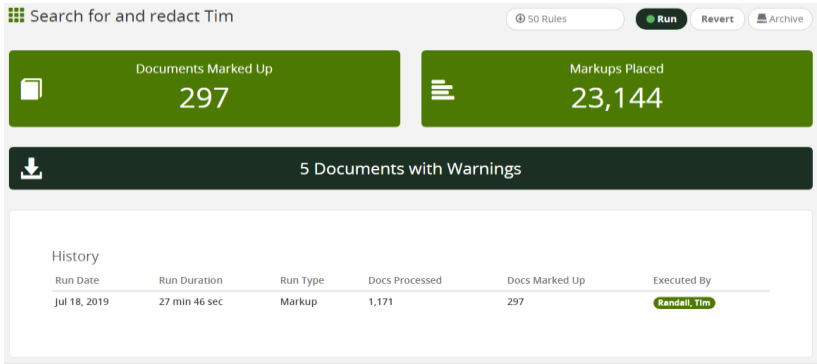 Search for and redact Tim
50 Rules
Run
Revert
Archive
Documents Marked Up
297
Markups Placed
23,144
5 Documents with Warnings
History
Run Date Run Duration Run Type Docs Processed Docs Marked Up Executed By
Jul 18, 2019 27 min 46 sec Markup 1,171 297 Randall, Tim